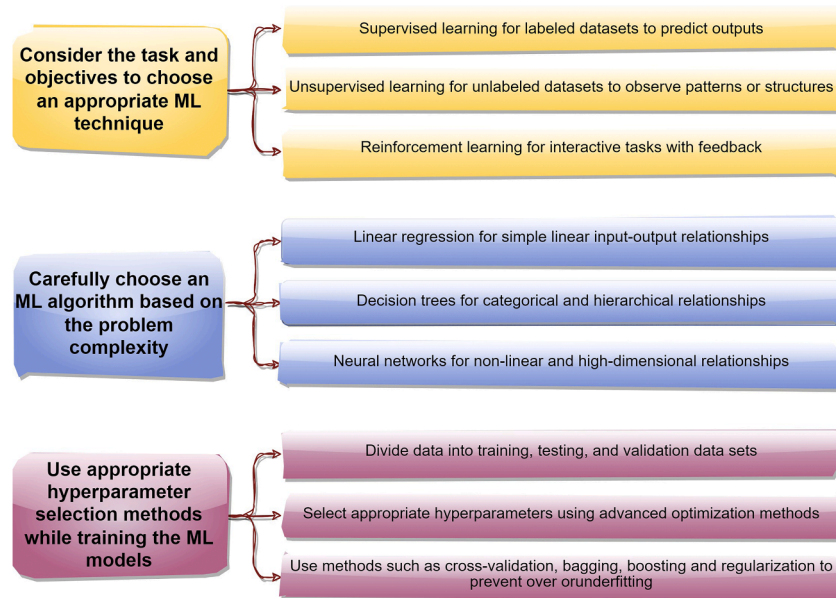 Consider the task and
objectives to choose
an appropriate ML
technique
Supervised learning for labeled datasets to predict outputs
Unsupervised learning for unlabeled datasets to observe patterns or structures
Reinforcement learning for interactive tasks with feedback
Carefully choose an
ML algorithm based on
the problem
complexity
Linear regression for simple linear input-output relationships
Decision trees for categorical and hierarchical relationships
Neural networks for non-linear and high-dimensional relationships
Use appropriate
hyperparameter
selection methods
while training the ML
models
Divide data into training, testing, and validation data sets
Select appropriate hyperparameters using advanced optimization methods
Use methods such as cross-validation, bagging, boosting and regularization to
prevent over orunderfitting